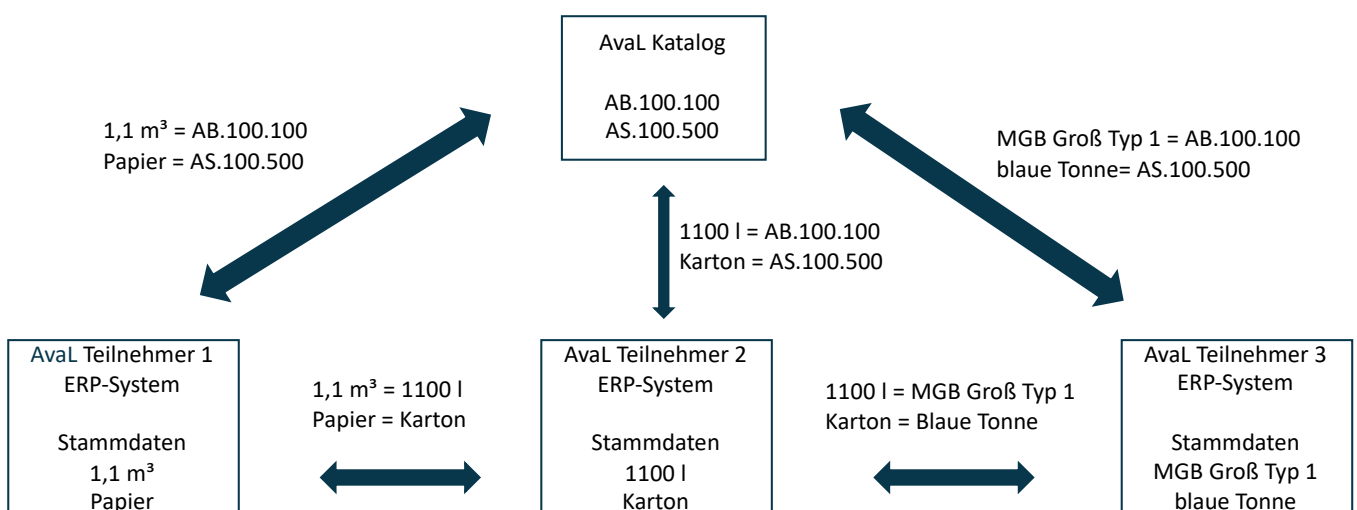 AvaL Katalog
AB.100.100
AS.100.500
1,1 m³ = AB.100.100
Papier = AS.100.500
MGB Groß Typ 1 = AB.100.100
blaue Tonne= AS.100.500
1100 l = AB.100.100
Karton = AS.100.500
AvaL Teilnehmer 1
ERP-System
Stammdaten
1,1 m³
Papier
1,1 m³ = 1100 l
Papier = Karton
AvaL Teilnehmer 2
ERP-System
Stammdaten
1100 l
Karton
1100 l = MGB Groß Typ 1
Karton = Blaue Tonne
AvaL Teilnehmer 3
ERP-System
Stammdaten
MGB Groß Typ 1
blaue Tonne